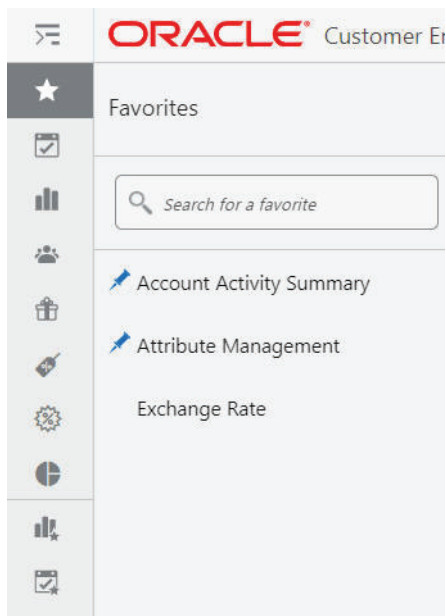 ORACLE® Customer
Favorites
Search for a favorite
Account Activity Summary
Attribute Management
Exchange Rate